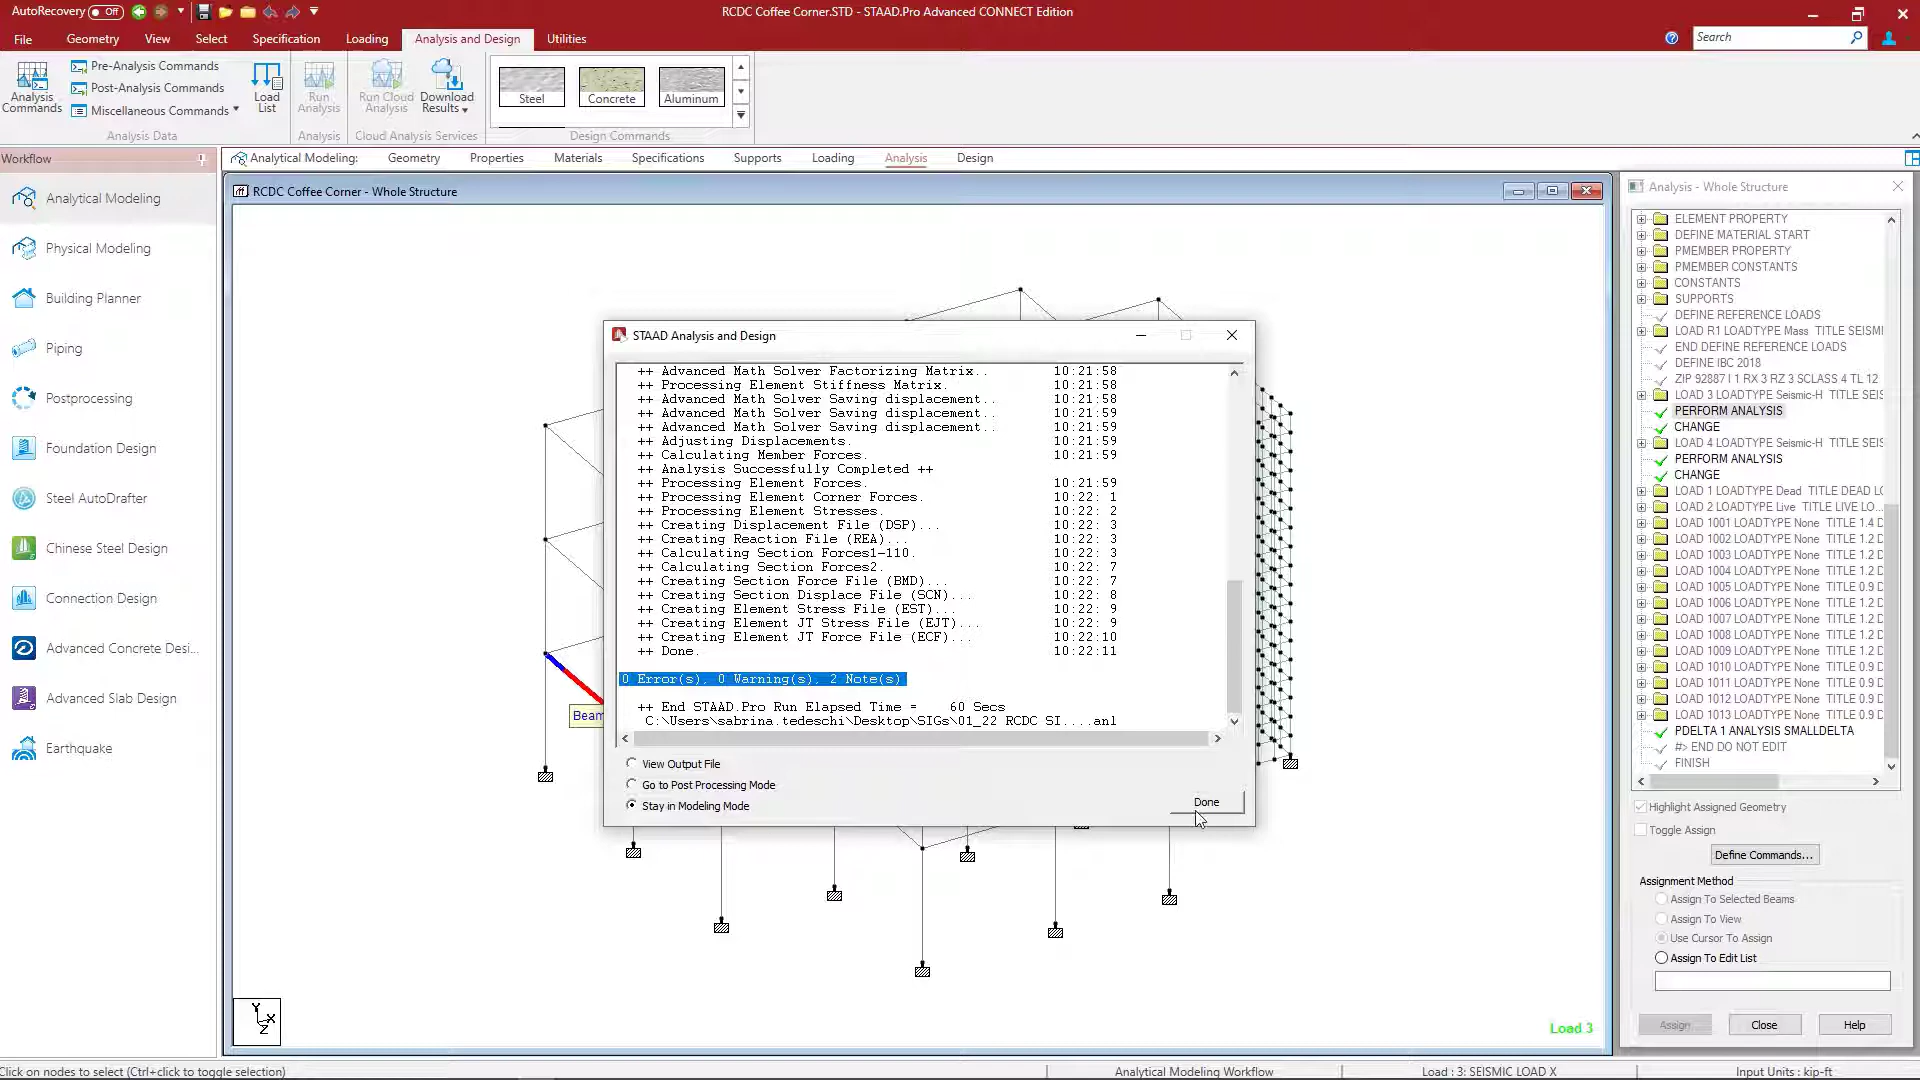 AutoRecovery Off
RCDC Coffee Corner.STD - STAAD.Pro Advanced CONNECT Edition
File Geometry View Select Specification Loading Analysis and Design Utilities
Search
Analysis Commands
Pre-Analysis Commands
Post-Analysis Commands
Miscellaneous Commands
Load List
Run Analysis
Run Cloud Analysis
Download Results
Steel
Concrete
Aluminum
Analysis Data
Analysis
Cloud Analysis Services
Design Commands
Workflow
Analytical Modeling
Physical Modeling
Building Planner
Piping
Postprocessing
Foundation Design
Steel AutoDrafter
Chinese Steel Design
Connection Design
Advanced Concrete Desi...
Advanced Slab Design
Earthquake
Analytical Modeling: Geometry Properties Materials Specifications Supports Loading Analysis Design
RCDC Coffee Corner - Whole Structure
Beam
STAAD Analysis and Design
++ Advanced Math Solver Factorizing Matrix.. 10:21:58
++ Processing Element Stiffness Matrix. 10:21:58
++ Advanced Math Solver Saving displacement.. 10:21:58
++ Advanced Math Solver Saving displacement.. 10:21:59
++ Advanced Math Solver Saving displacement.. 10:21:59
++ Adjusting Displacements. 10:21:59
++ Calculating Member Forces. 10:21:59
++ Analysis Successfully Completed ++
++ Processing Element Forces. 10:21:59
++ Processing Element Corner Forces. 10:22: 1
++ Processing Element Stresses. 10:22: 2
++ Creating Displacement File (DSP)... 10:22: 3
++ Creating Reaction File (REA)... 10:22: 3
++ Calculating Section Forces1-110. 10:22: 3
++ Calculating Section Forces2. 10:22: 7
++ Creating Section Force File (BMD)... 10:22: 7
++ Creating Section Displace File (SCN)... 10:22: 8
++ Creating Element Stress File (EST)... 10:22: 9
++ Creating Element JT Stress File (EJT)... 10:22: 9
++ Creating Element JT Force File (ECF)... 10:22:10
++ Done. 10:22:11
0 Error(s), 0 Warning(s), 2 Note(s)
++ End STAAD.Pro Run Elapsed Time = 60 Secs
C:\Users\sabrina.tedeschi\Desktop\SIGs\01_22 RCDC SI....anl
View Output File
Go to Post Processing Mode
Stay in Modeling Mode
Done
Y
X
Z
Load 3
Analysis - Whole Structure
ELEMENT PROPERTY
DEFINE MATERIAL START
PMEMBER PROPERTY
PMEMBER CONSTANTS
CONSTANTS
SUPPORTS
DEFINE REFERENCE LOADS
LOAD R1 LOADTYPE Mass TITLE SEISMI
END DEFINE REFERENCE LOADS
DEFINE IBC 2018
ZIP 92887 I 1 RX 3 RZ 3 SCLASS 4 TL 12
LOAD 3 LOADTYPE Seismic-H TITLE SEIS
PERFORM ANALYSIS
CHANGE
LOAD 4 LOADTYPE Seismic-H TITLE SEIS
PERFORM ANALYSIS
CHANGE
LOAD 1 LOADTYPE Dead TITLE DEAD LO
LOAD 2 LOADTYPE Live TITLE LIVE LO...
LOAD 1001 LOADTYPE None TITLE 1.4 D
LOAD 1002 LOADTYPE None TITLE 1.2 D
LOAD 1003 LOADTYPE None TITLE 1.2 D
LOAD 1004 LOADTYPE None TITLE 1.2 D
LOAD 1005 LOADTYPE None TITLE 0.9 D
LOAD 1006 LOADTYPE None TITLE 1.2 D
LOAD 1007 LOADTYPE None TITLE 1.2 D
LOAD 1008 LOADTYPE None TITLE 1.2 D
LOAD 1009 LOADTYPE None TITLE 1.2 D
LOAD 1010 LOADTYPE None TITLE 0.9 D
LOAD 1011 LOADTYPE None TITLE 0.9 D
LOAD 1012 LOADTYPE None TITLE 0.9 D
LOAD 1013 LOADTYPE None TITLE 0.9 D
PDELTA 1 ANALYSIS SMALLDELTA
#> END DO NOT EDIT
FINISH
Highlight Assigned Geometry
Toggle Assign
Define Commands...
Assignment Method
Assign To Selected Beams
Assign To View
Use Cursor To Assign
Assign To Edit List
Assign Close Help
Click on nodes to select (Ctrl+click to toggle selection)
Analytical Modeling Workflow
Load : 3: SEISMIC LOAD X
Input Units : kip-ft